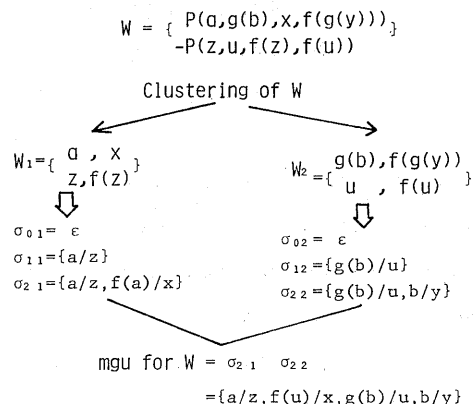 W = { P(a,g(b),x,f(g(y)))
-P(z,u,f(z),f(u)) }
Clustering of W
W₁={ a , x
z,f(z) }
σ₀₁= ε
σ₁₁={a/z}
σ₂₁={a/z,f(a)/x}
W₂={ g(b),f(g(y))
u , f(u) }
σ₀₂= ε
σ₁₂={g(b)/u}
σ₂₂={g(b)/u,b/y}
mgu for W = σ₂₁ σ₂₂
={a/z,f(u)/x,g(b)/u,b/y}